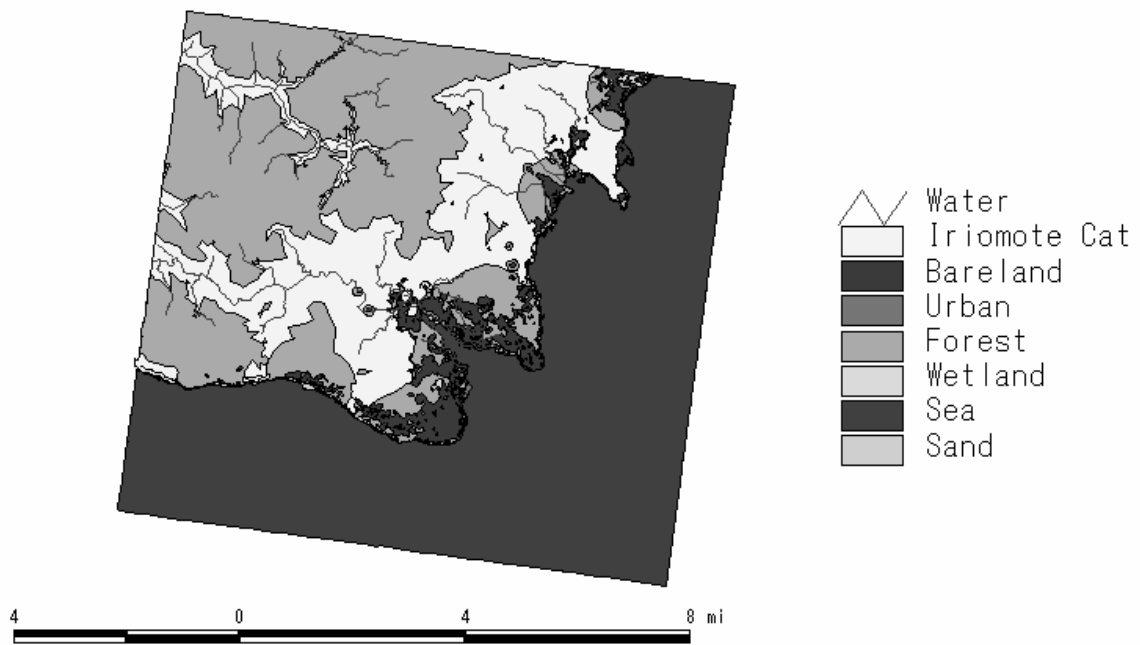 Water
Iriomote Cat
Bareland
Urban
Forest
Wetland
Sea
Sand
4 0 4 8 mi